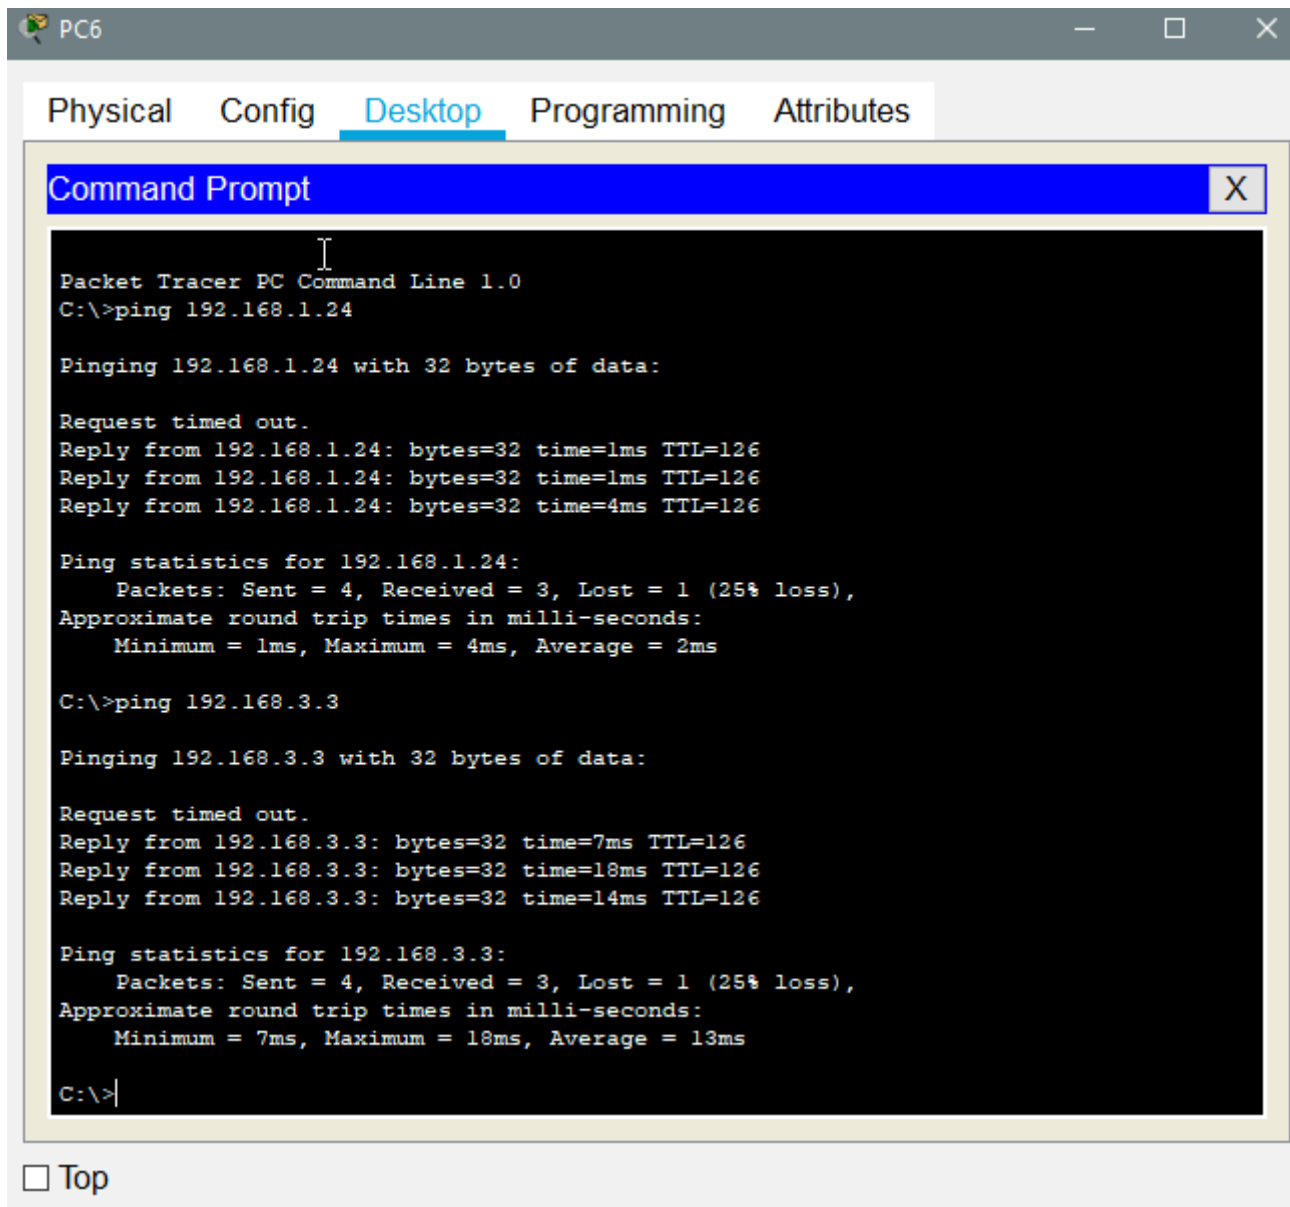 PC6
Physical Config Desktop Programming Attributes
Command Prompt X
Packet Tracer PC Command Line 1.0
C:\>ping 192.168.1.24
Pinging 192.168.1.24 with 32 bytes of data:
Request timed out.
Reply from 192.168.1.24: bytes=32 time=1ms TTL=126
Reply from 192.168.1.24: bytes=32 time=1ms TTL=126
Reply from 192.168.1.24: bytes=32 time=4ms TTL=126
Ping statistics for 192.168.1.24:
Packets: Sent = 4, Received = 3, Lost = 1 (25% loss),
Approximate round trip times in milli-seconds:
Minimum = 1ms, Maximum = 4ms, Average = 2ms
C:\>ping 192.168.3.3
Pinging 192.168.3.3 with 32 bytes of data:
Request timed out.
Reply from 192.168.3.3: bytes=32 time=7ms TTL=126
Reply from 192.168.3.3: bytes=32 time=18ms TTL=126
Reply from 192.168.3.3: bytes=32 time=14ms TTL=126
Ping statistics for 192.168.3.3:
Packets: Sent = 4, Received = 3, Lost = 1 (25% loss),
Approximate round trip times in milli-seconds:
Minimum = 7ms, Maximum = 18ms, Average = 13ms
C:\>
Top